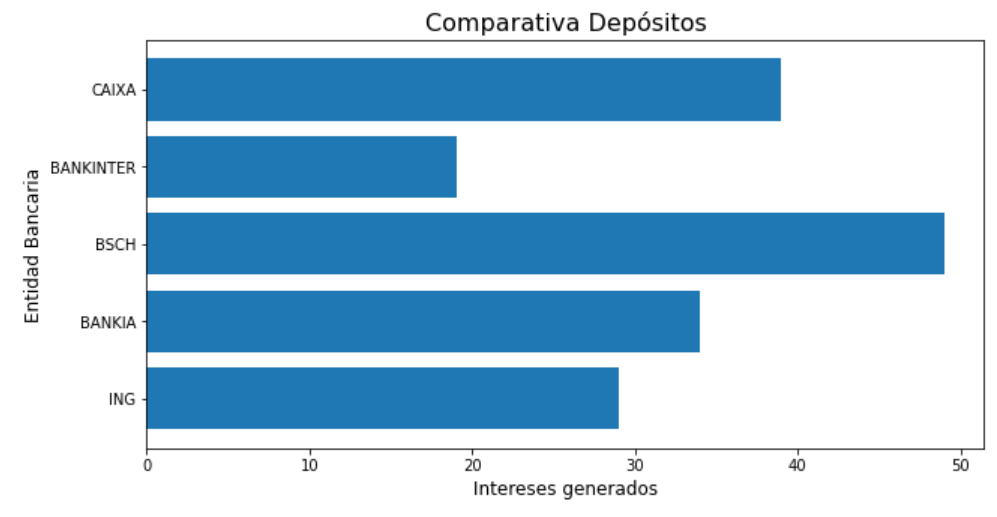 Comparativa Depósitos
Entidad Bancaria
CAIXA
BANKINTER
BSCH
BANKIA
ING
0 10 20 30 40 50
Intereses generados